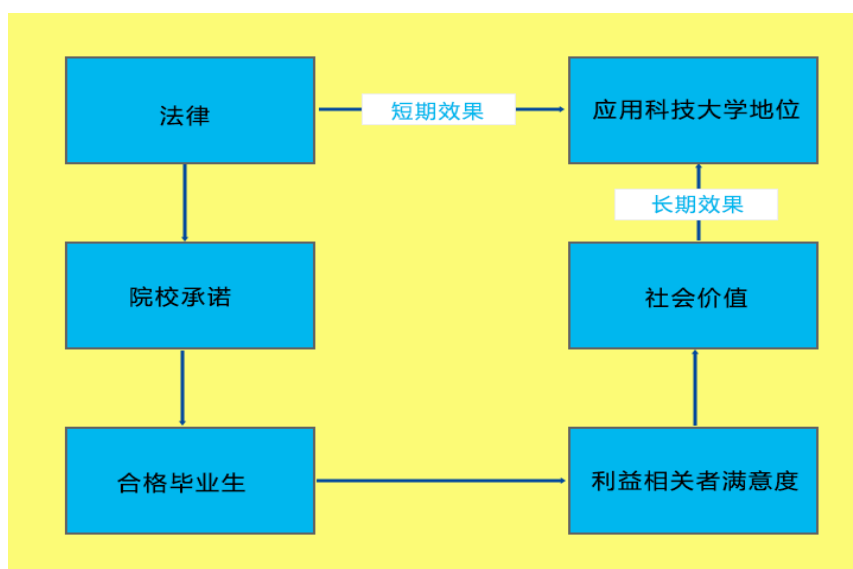 法律
短期效果
应用科技大学地位
长期效果
院校承诺
社会价值
合格毕业生
利益相关者满意度